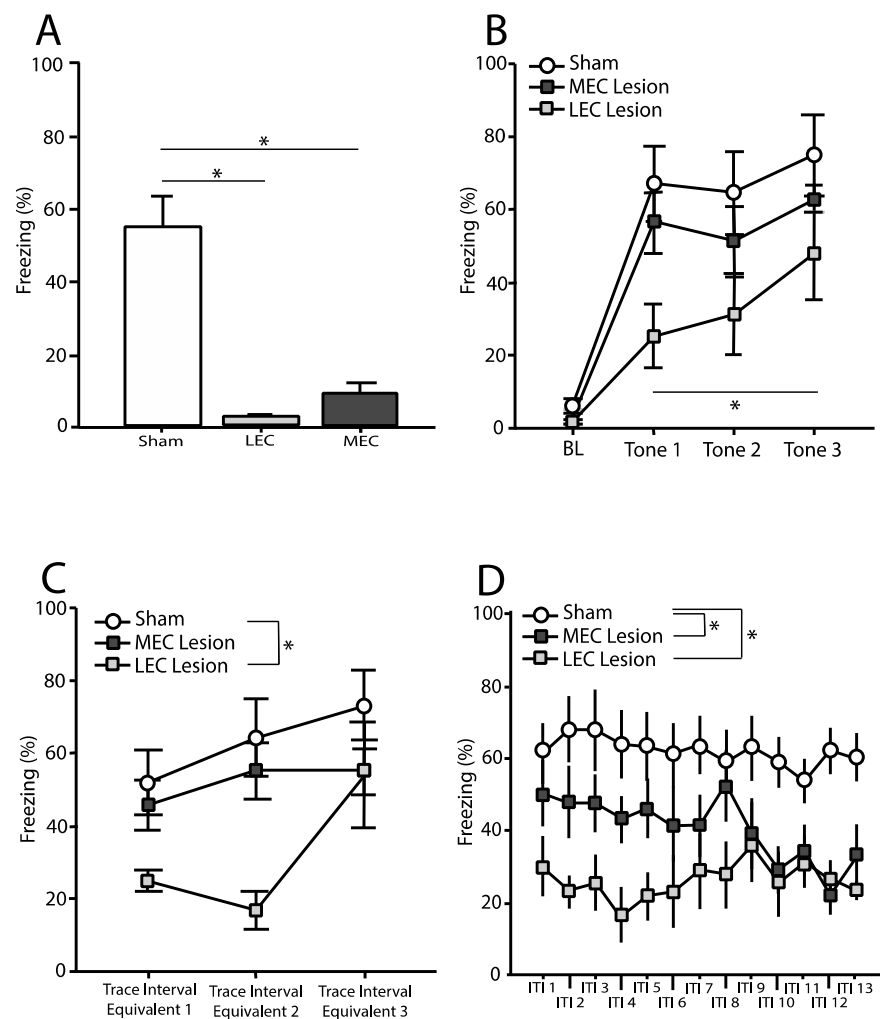 A
100
80
60
40
20
0
Freezing (%)
*
*
Sham
LEC
MEC
B
Sham
MEC Lesion
LEC Lesion
100
80
60
40
20
0
Freezing (%)
*
BL
Tone 1
Tone 2
Tone 3
C
Sham
MEC Lesion
LEC Lesion
*
100
80
60
40
20
0
Freezing (%)
Trace Interval
Equivalent 1
Trace Interval
Equivalent 2
Trace Interval
Equivalent 3
D
Sham
MEC Lesion
LEC Lesion
*
*
100
80
60
40
20
0
Freezing (%)
ITI 1
ITI 2
ITI 3
ITI 4
ITI 5
ITI 6
ITI 7
ITI 8
ITI 9
ITI 10
ITI 11
ITI 12
ITI 13